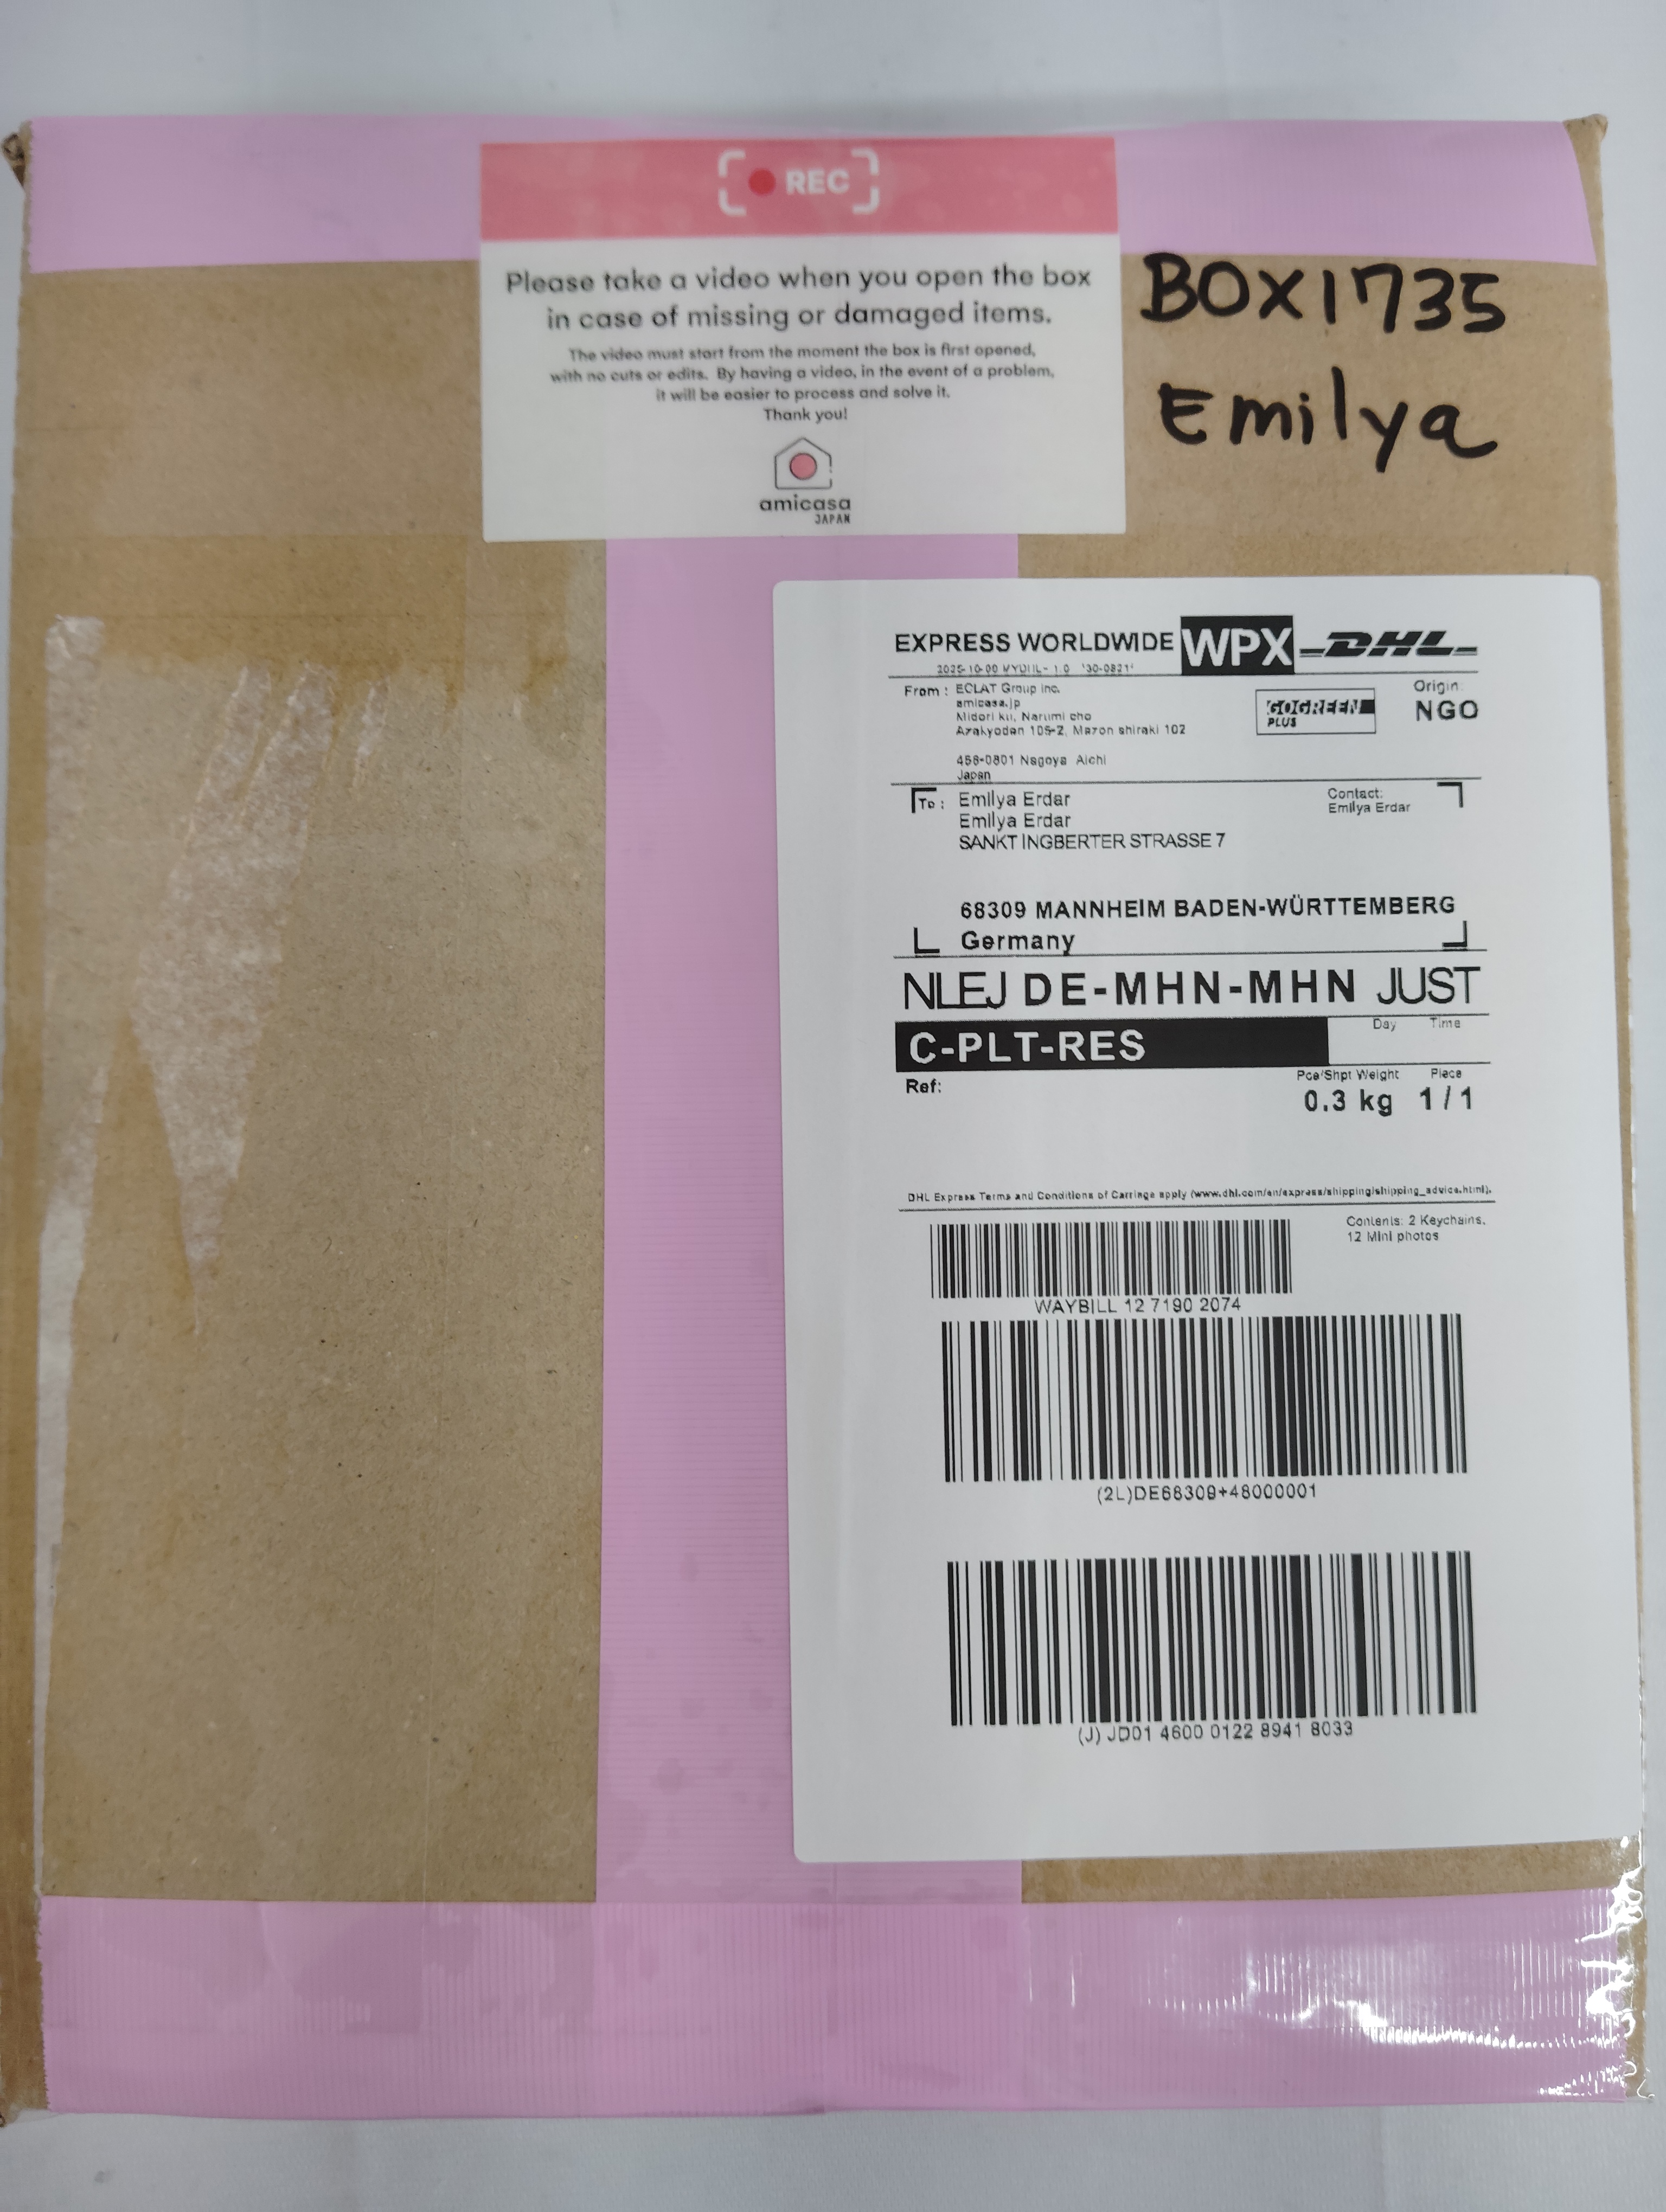 REC
Please take a video when you open the box
in case of missing or damaged items.
The video must start from the moment the box is first opened,
with no cuts or edits. By having a video, in the event of a problem,
it will be easier to process and solve it.
Thank you!
amicasa
JAPAN
BOX1735
Emilya
EXPRESS WORLDWIDE WPX DHL
From : ECLAT Group Inc.
amicasa.jp
Midori ku, Narumi cho
105-2, shiraki 102
458-0801 Nagoya Aichi
Japan
GOGREEN
PLUS
Origin:
NGO
To : Emilya Erdar
Emilya Erdar
SANKT INGBERTER STRASSE 7
Contact:
Emilya Erdar
68309 MANNHEIM BADEN-WÜRTTEMBERG
Germany
NLEJ DE-MHN-MHN JUST
C-PLT-RES
Day Time
Ref:
Pce/Shpt Weight Piece
0.3 kg 1 / 1
DHL Express Terms and Conditions of Carriage apply (www.dhl.com/en/express/shipping/shipping_advice.html).
Contents: 2 Keychains,
12 Mini photos
WAYBILL 12 7190 2074
(2L)DE68309+48000001
(J) JD01 4600 0122 8941 8033